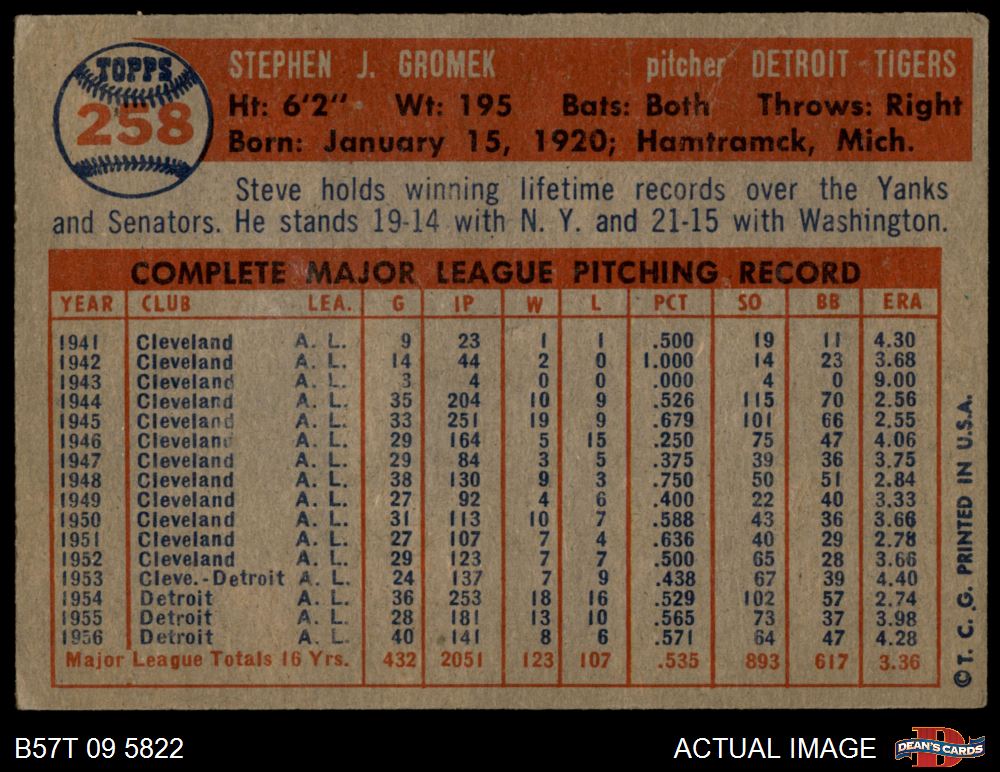 TOPPS
258
STEPHEN J. GROMEK pitcher DETROIT TIGERS
Ht: 6'2" Wt: 195 Bats: Both Throws: Right
Born: January 15, 1920; Hamtramck, Mich.
Steve holds winning lifetime records over the Yanks
and Senators. He stands 19-14 with N. Y. and 21-15 with Washington.
COMPLETE MAJOR LEAGUE PITCHING RECORD
YEAR CLUB LEA. G IP W L PCT SO BB ERA
1941 Cleveland A. L. 9 23 1 1 .500 19 11 4.30
1942 Cleveland A. L. 14 44 2 0 1.000 14 23 3.68
1943 Cleveland A. L. 3 4 0 0 .000 4 0 9.00
1944 Cleveland A. L. 35 204 10 9 .526 115 70 2.56
1945 Cleveland A. L. 33 251 19 9 .679 101 66 2.55
1946 Cleveland A. L. 29 164 5 15 .250 75 47 4.06
1947 Cleveland A. L. 29 84 3 5 .375 39 36 3.75
1948 Cleveland A. L. 38 130 9 3 .750 50 51 2.84
1949 Cleveland A. L. 27 92 4 6 .400 22 40 3.33
1950 Cleveland A. L. 31 113 10 7 .588 43 36 3.66
1951 Cleveland A. L. 27 107 7 4 .636 40 29 2.78
1952 Cleveland A. L. 29 123 7 7 .500 65 28 3.66
1953 Cleve.-Detroit A. L. 24 137 7 9 .438 67 39 4.40
1954 Detroit A. L. 36 253 18 16 .529 102 57 2.74
1955 Detroit A. L. 28 181 13 10 .565 73 37 3.98
1956 Detroit A. L. 40 141 8 6 .571 64 47 4.28
Major League Totals 16 Yrs. 432 2051 123 107 .535 893 617 3.36
©T. C. G. PRINTED IN U.S.A.
B57T 09 5822
ACTUAL IMAGE
DEAN'S CARDS